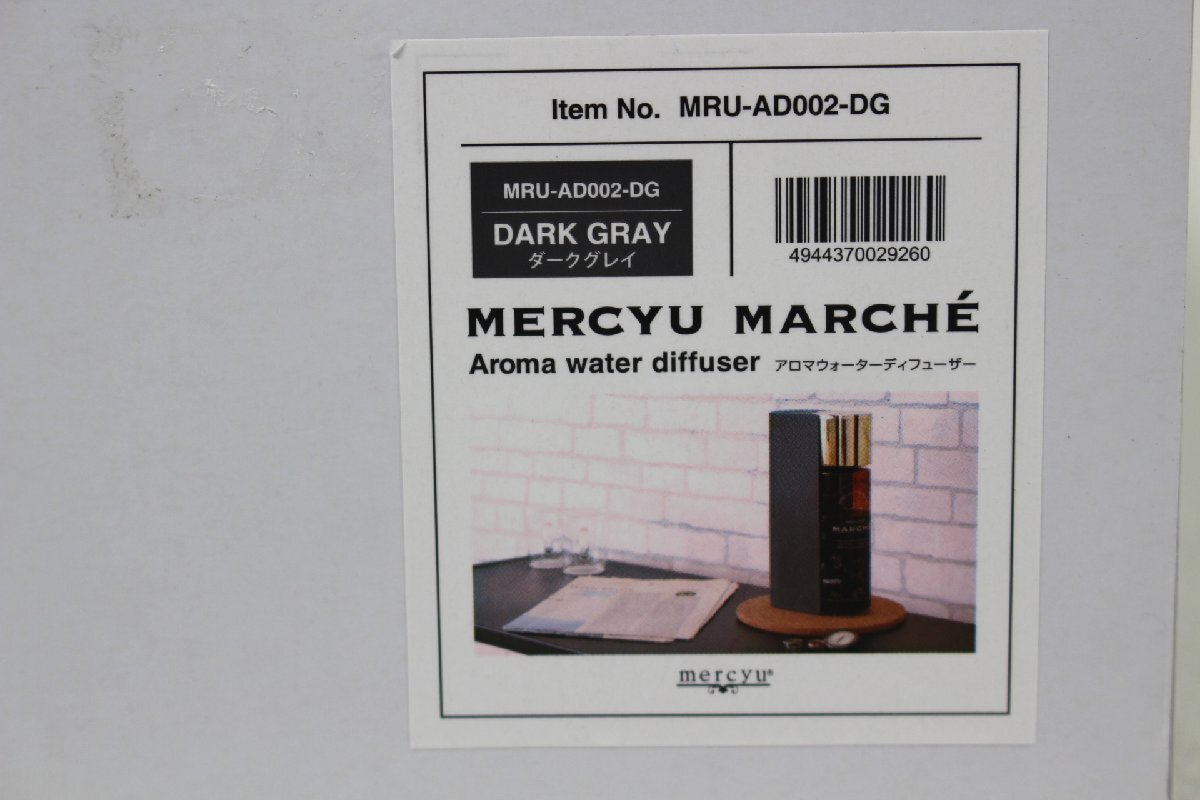 Item No. MRU-AD002-DG
MRU-AD002-DG
DARK GRAY
ダークグレイ
4944370029260
MERCYU MARCHÉ
Aroma water diffuser アロマウォーターディフューザー
MARCHÉ
mercyu®